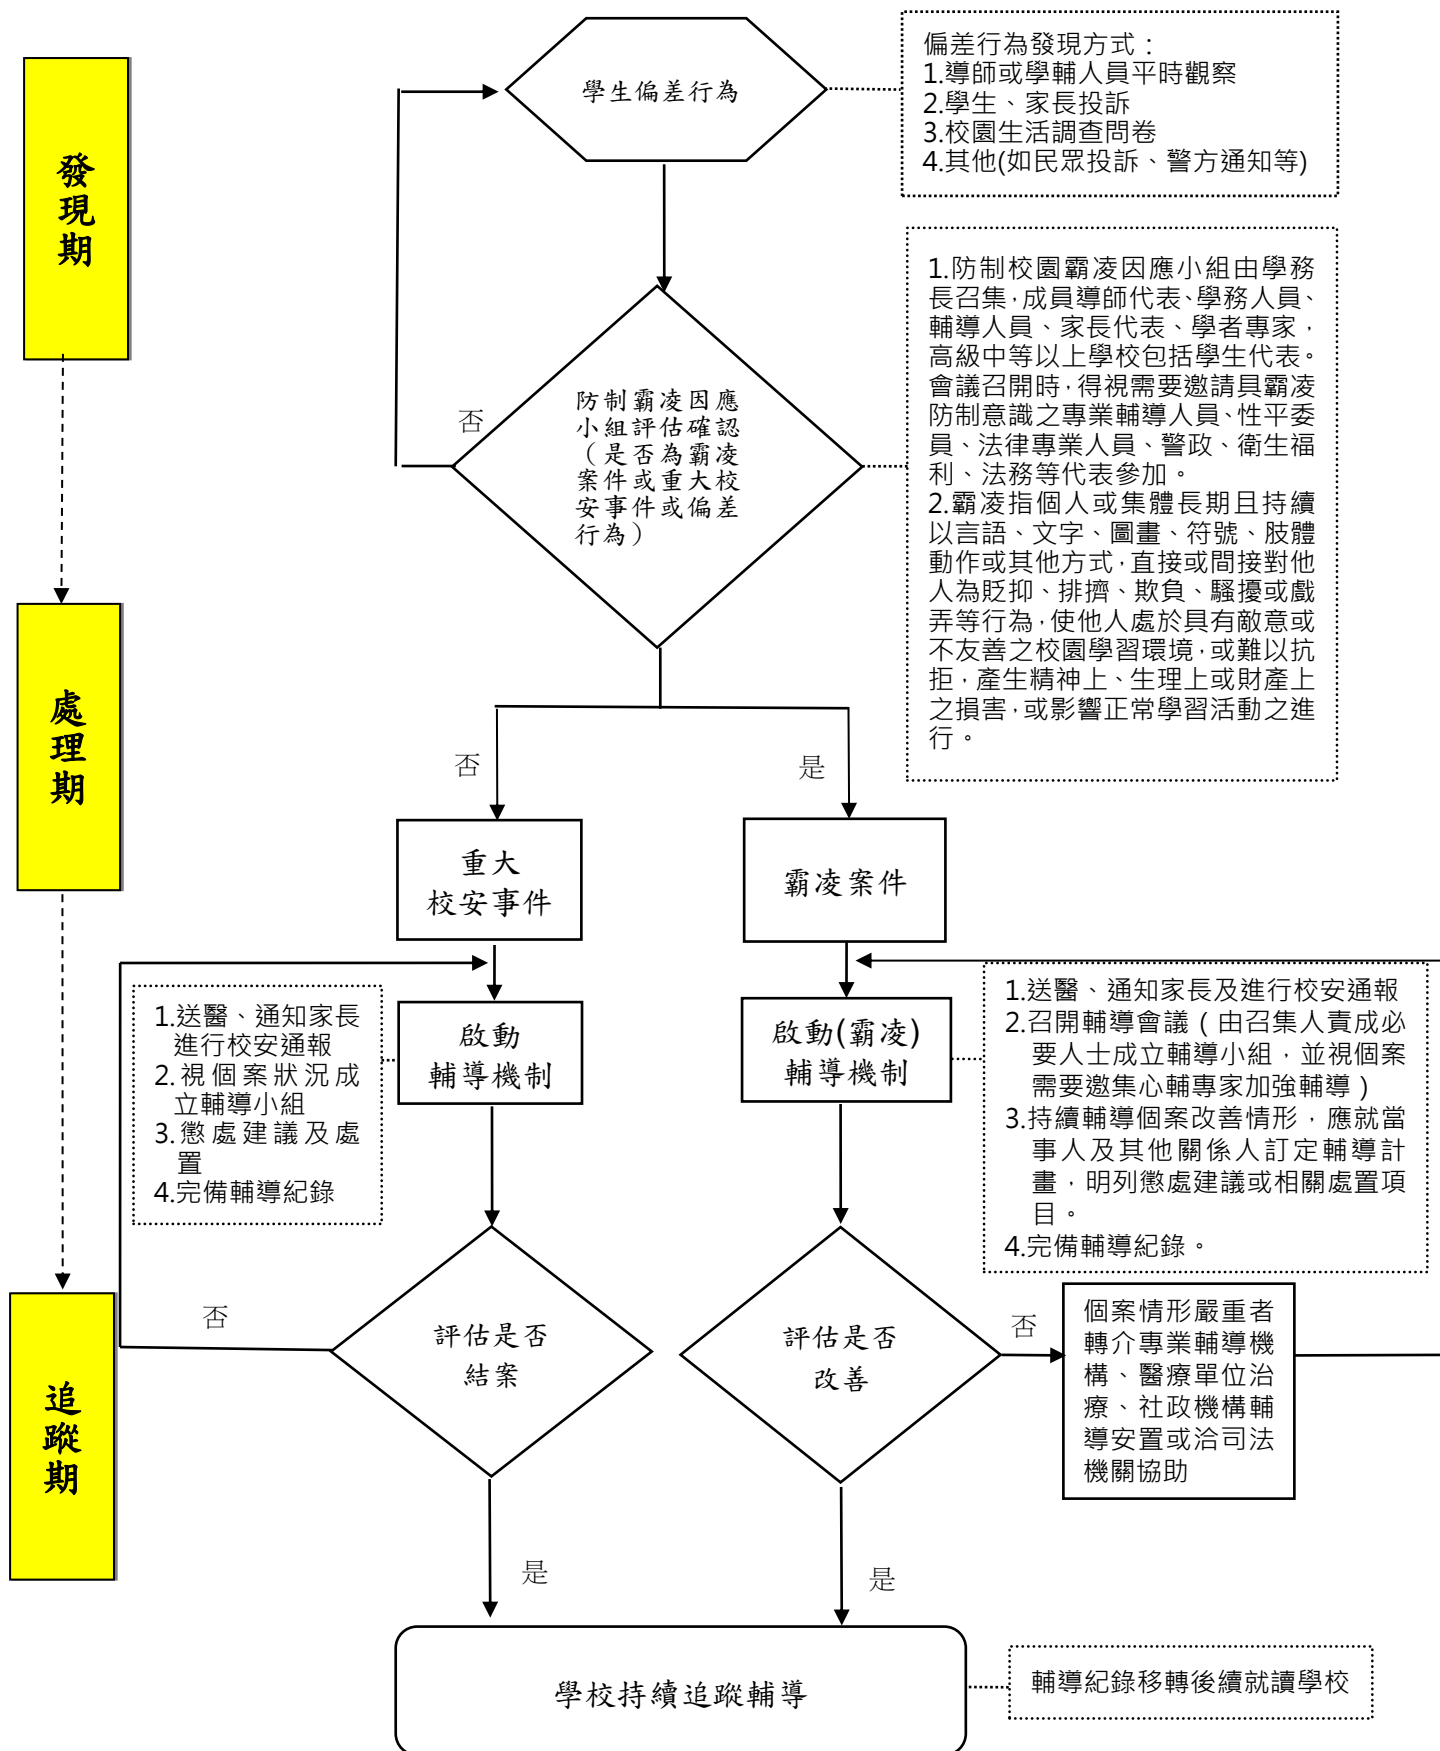 學生偏差行為
偏差行為發現方式：
1.導師或學輔人員平時觀察
2.學生、家長投訴
3.校園生活調查問卷
4.其他(如民眾投訴、警方通知等)
發現期
否
防制霸凌因應
小組評估確認
（是否為霸凌
案件或重大校
安事件或偏差
行為）
1.防制校園霸凌因應小組由學務
長召集，成員導師代表、學務人員、
輔導人員、家長代表、學者專家，
高級中等以上學校包括學生代表。
會議召開時，得視需要邀請具霸凌
防制意識之專業輔導人員、性平委
員、法律專業人員、警政、衛生福
利、法務等代表參加。
2.霸凌指個人或集體長期且持續
以言語、文字、圖畫、符號、肢體
動作或其他方式，直接或間接對他
人為貶抑、排擠、欺負、騷擾或戲
弄等行為，使他人處於具有敵意或
不友善之校園學習環境，或難以抗
拒，產生精神上、生理上或財產上
之損害，或影響正常學習活動之進
行。
處理期
否
是
重大
校安事件
霸凌案件
1.送醫、通知家長
進行校安通報
2.視個案狀況成
立輔導小組
3.懲處建議及處
置
4.完備輔導紀錄
啟動
輔導機制
啟動(霸凌)
輔導機制
1.送醫、通知家長及進行校安通報
2.召開輔導會議（由召集人責成必
要人士成立輔導小組，並視個案
需要邀集心輔專家加強輔導）
3.持續輔導個案改善情形，應就當
事人及其他關係人訂定輔導計
畫，明列懲處建議或相關處置項
目。
4.完備輔導紀錄。
追蹤期
否
評估是否
結案
評估是否
改善
否
個案情形嚴重者
轉介專業輔導機
構、醫療單位治
療、社政機構輔
導安置或洽司法
機關協助
是
是
學校持續追蹤輔導
輔導紀錄移轉後續就讀學校